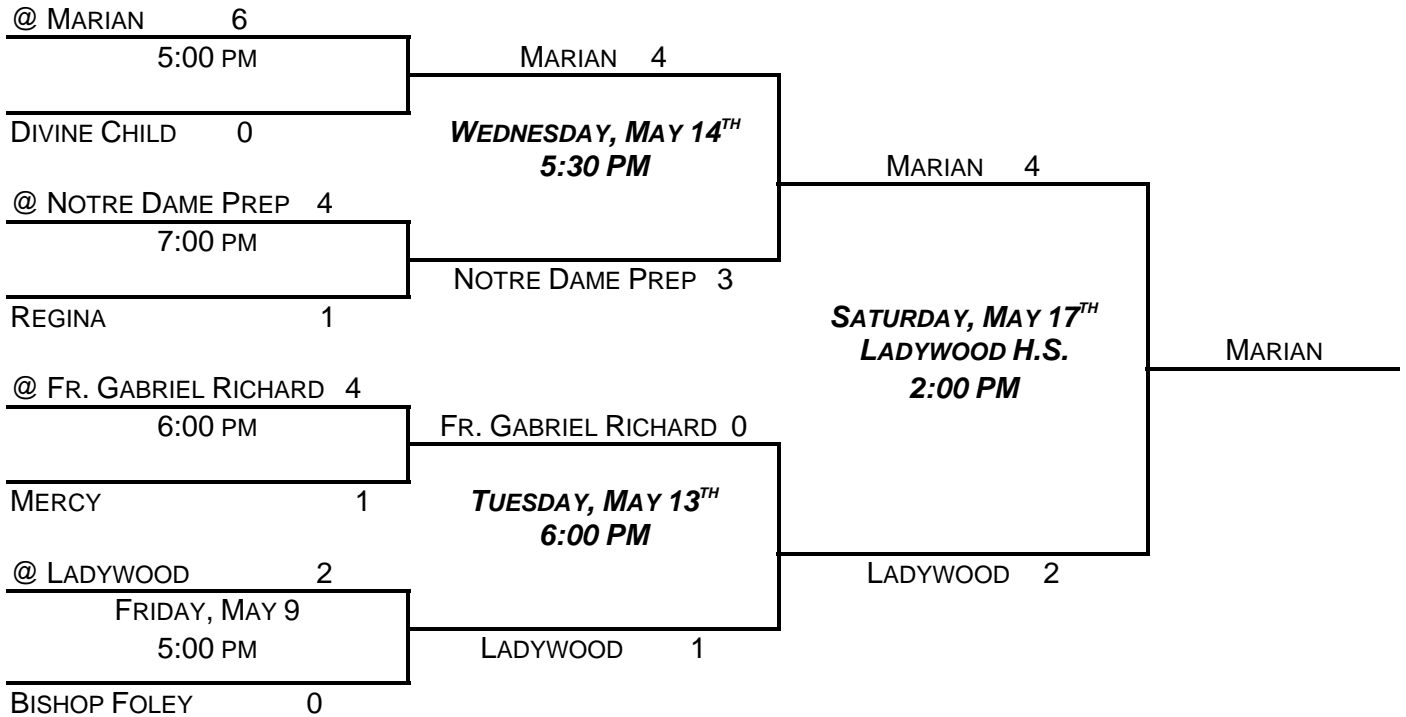 @ MARIAN 6
5:00 PM
DIVINE CHILD 0
@ NOTRE DAME PREP 4
7:00 PM
REGINA 1
@ FR. GABRIEL RICHARD 4
6:00 PM
MERCY 1
@ LADYWOOD 2
FRIDAY, MAY 9
5:00 PM
BISHOP FOLEY 0
MARIAN 4
WEDNESDAY, MAY 14TH
5:30 PM
NOTRE DAME PREP 3
FR. GABRIEL RICHARD 0
TUESDAY, MAY 13TH
6:00 PM
LADYWOOD 1
MARIAN 4
SATURDAY, MAY 17TH
LADYWOOD H.S.
2:00 PM
LADYWOOD 2
MARIAN